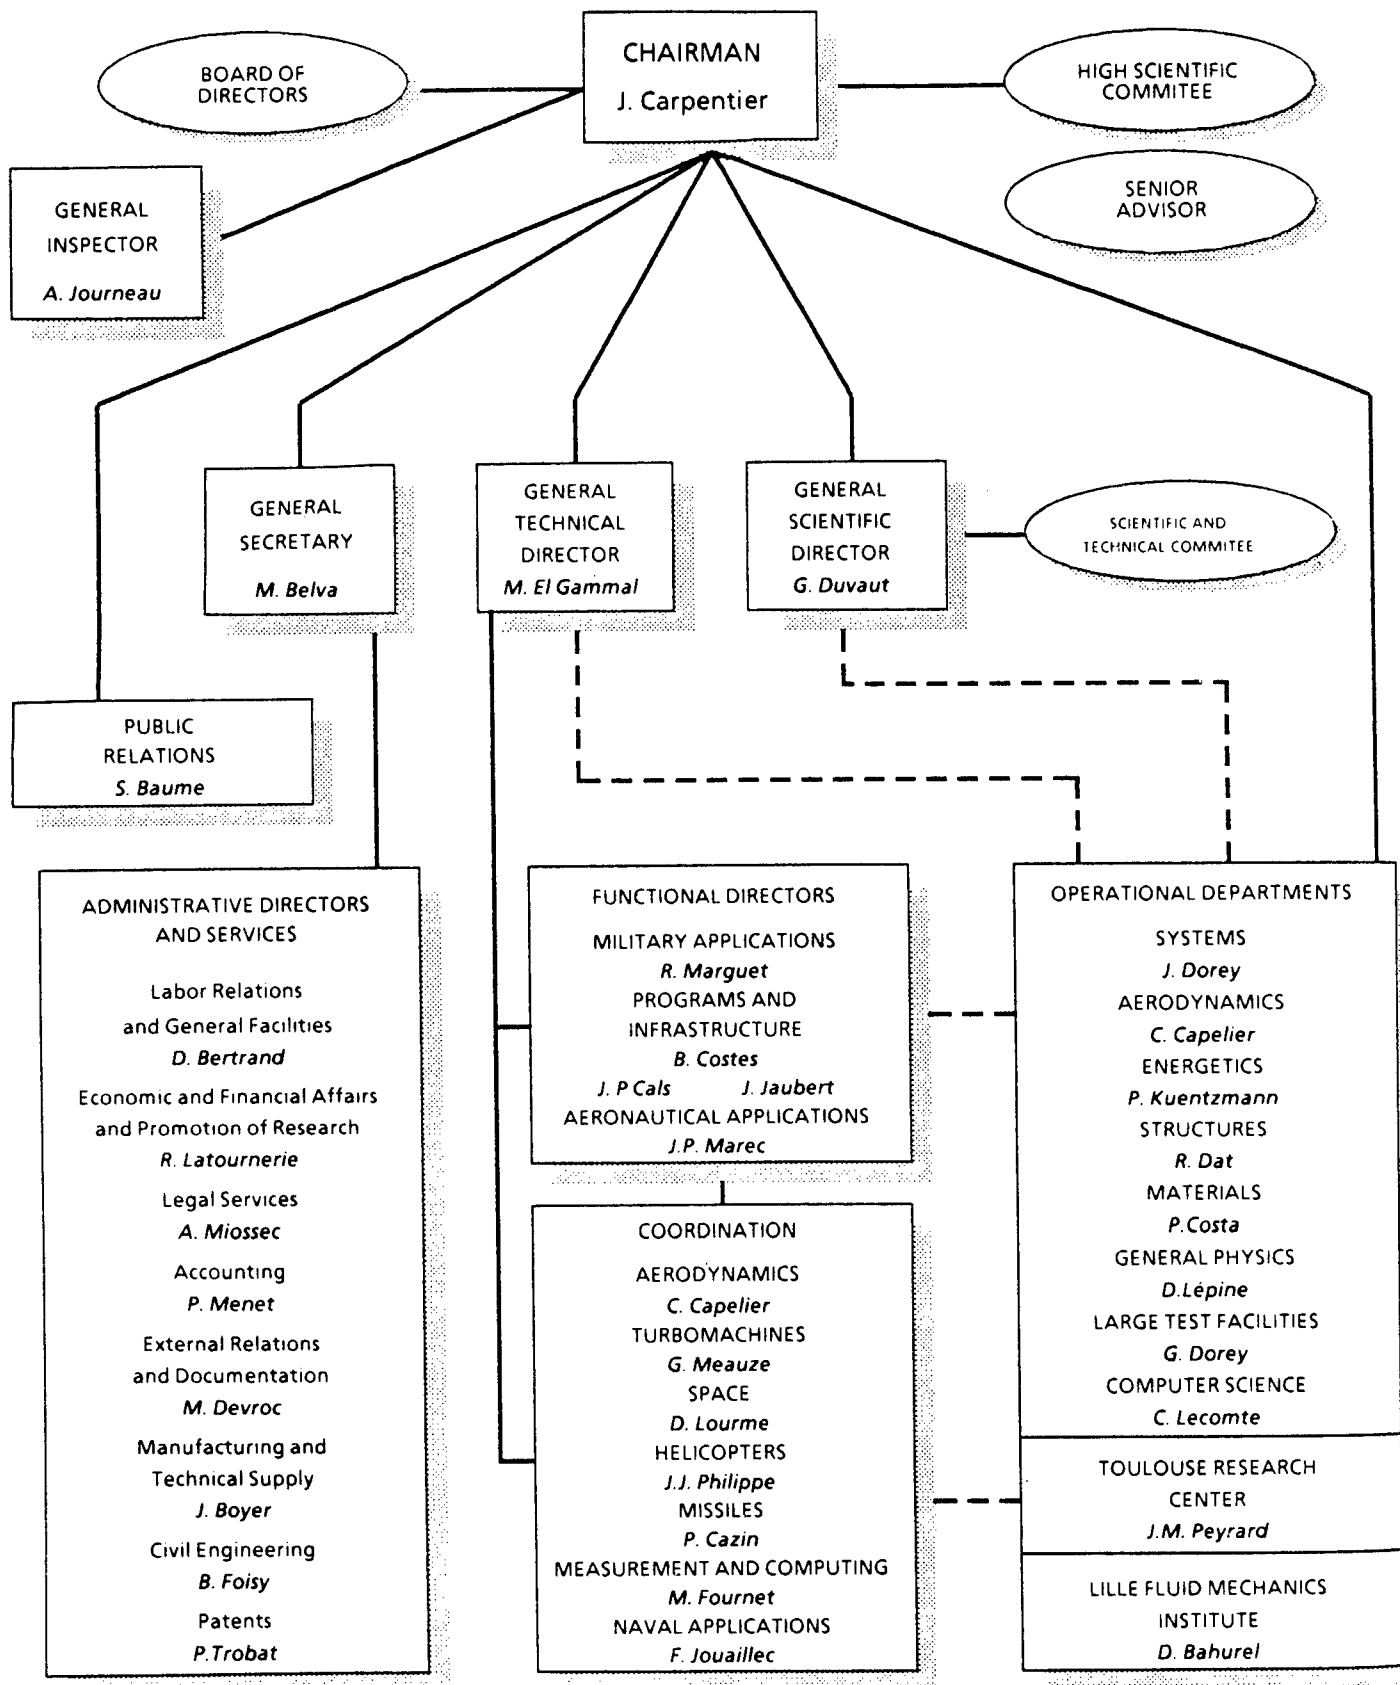 CHAIRMAN
J. Carpentier
BOARD OF
DIRECTORS
HIGH SCIENTIFIC
COMMITEE
SENIOR
ADVISOR
GENERAL
INSPECTOR
A. Journeau
GENERAL
SECRETARY
M. Belva
GENERAL
TECHNICAL
DIRECTOR
M. El Gammal
GENERAL
SCIENTIFIC
DIRECTOR
G. Duvaut
SCIENTIFIC AND
TECHNICAL COMMITEE
PUBLIC
RELATIONS
S. Baume
ADMINISTRATIVE DIRECTORS
AND SERVICES
Labor Relations
and General Facilities
D. Bertrand
Economic and Financial Affairs
and Promotion of Research
R. Latournerie
Legal Services
A. Miossec
Accounting
P. Menet
External Relations
and Documentation
M. Devroc
Manufacturing and
Technical Supply
J. Boyer
Civil Engineering
B. Foisy
Patents
P.Trobat
FUNCTIONAL DIRECTORS
MILITARY APPLICATIONS
R. Marguet
PROGRAMS AND
INFRASTRUCTURE
B. Costes
J. P Cals J. Jaubert
AERONAUTICAL APPLICATIONS
J.P. Marec
COORDINATION
AERODYNAMICS
C. Capelier
TURBOMACHINES
G. Meauze
SPACE
D. Lourme
HELICOPTERS
J.J. Philippe
MISSILES
P. Cazin
MEASUREMENT AND COMPUTING
M. Fournet
NAVAL APPLICATIONS
F. Jouaillec
OPERATIONAL DEPARTMENTS
SYSTEMS
J. Dorey
AERODYNAMICS
C. Capelier
ENERGETICS
P. Kuentzmann
STRUCTURES
R. Dat
MATERIALS
P.Costa
GENERAL PHYSICS
D.Lépine
LARGE TEST FACILITIES
G. Dorey
COMPUTER SCIENCE
C. Lecomte
TOULOUSE RESEARCH
CENTER
J.M. Peyrard
LILLE FLUID MECHANICS
INSTITUTE
D. Bahurel